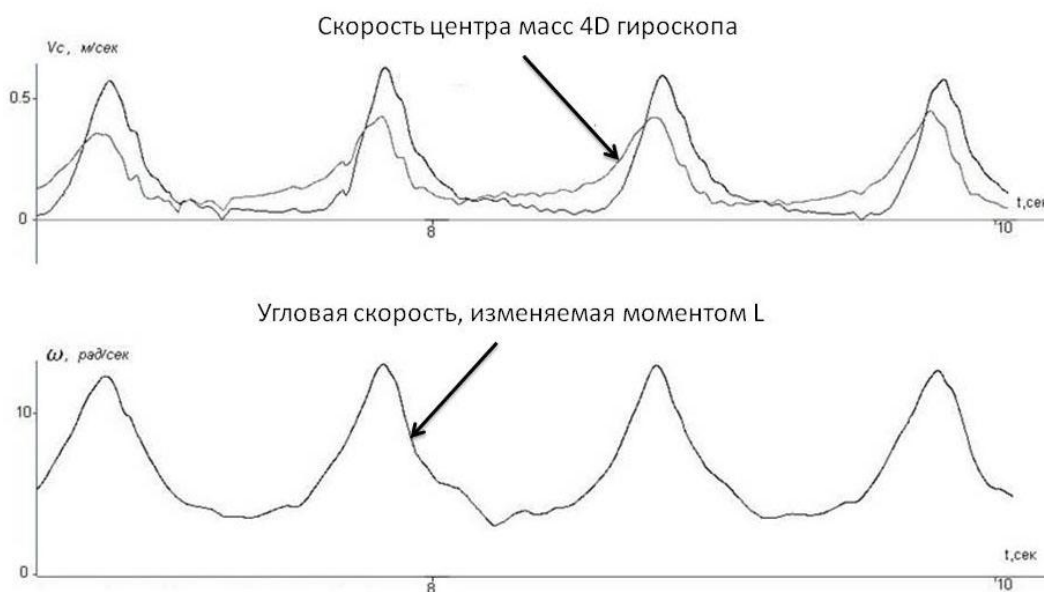 Скорость центра масс 4D гироскопа
Vc, м/сек
0.5
0
8
10
t,сек
Угловая скорость, изменяемая моментом L
ω, рад/сек
10
0
8
10
t,сек